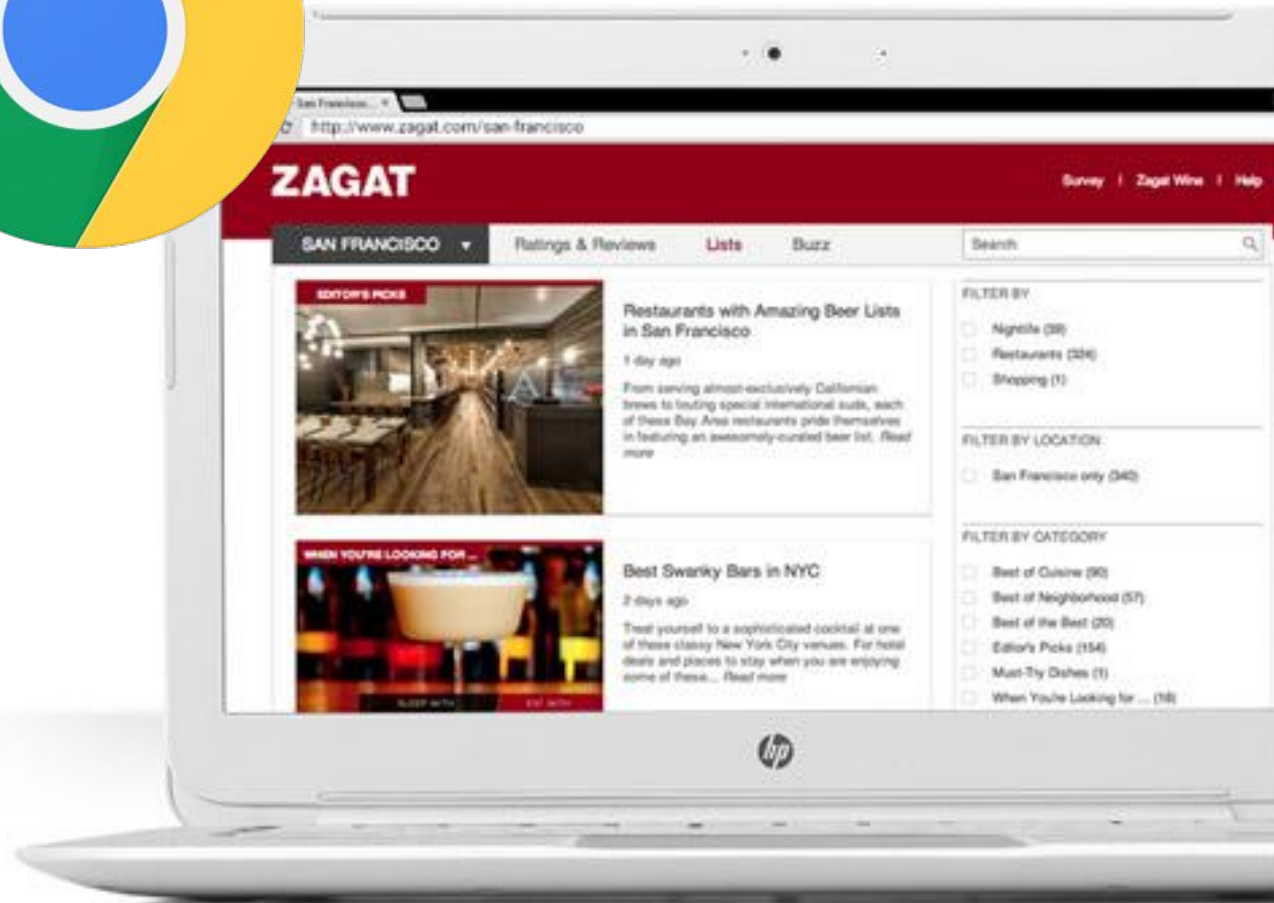 San Francisco... ×
http://www.zagat.com/san-francisco
ZAGAT
Survey | Zagat Wine | Help
SAN FRANCISCO ▼
Ratings & Reviews
Lists
Buzz
Search
EDITOR'S PICKS
Restaurants with Amazing Beer Lists
in San Francisco
1 day ago
From serving almost-exclusively Californian
brews to touting special international suds, each
of these Bay Area restaurants pride themselves
in featuring an awesomely-curated beer list. Read
more
WHEN YOU'RE LOOKING FOR ...
Best Swanky Bars in NYC
2 days ago
Treat yourself to a sophisticated cocktail at one
of these classy New York City venues. For hotel
deals and places to stay when you are enjoying
some of these... Read more
SLEEP WITH
EAT WITH
FILTER BY
Nightlife (39)
Restaurants (324)
Shopping (1)
FILTER BY LOCATION
San Francisco only (340)
FILTER BY CATEGORY
Best of Cuisine (90)
Best of Neighborhood (57)
Best of the Best (20)
Editor's Picks (154)
Must-Try Dishes (1)
When You're Looking for ... (18)
hp